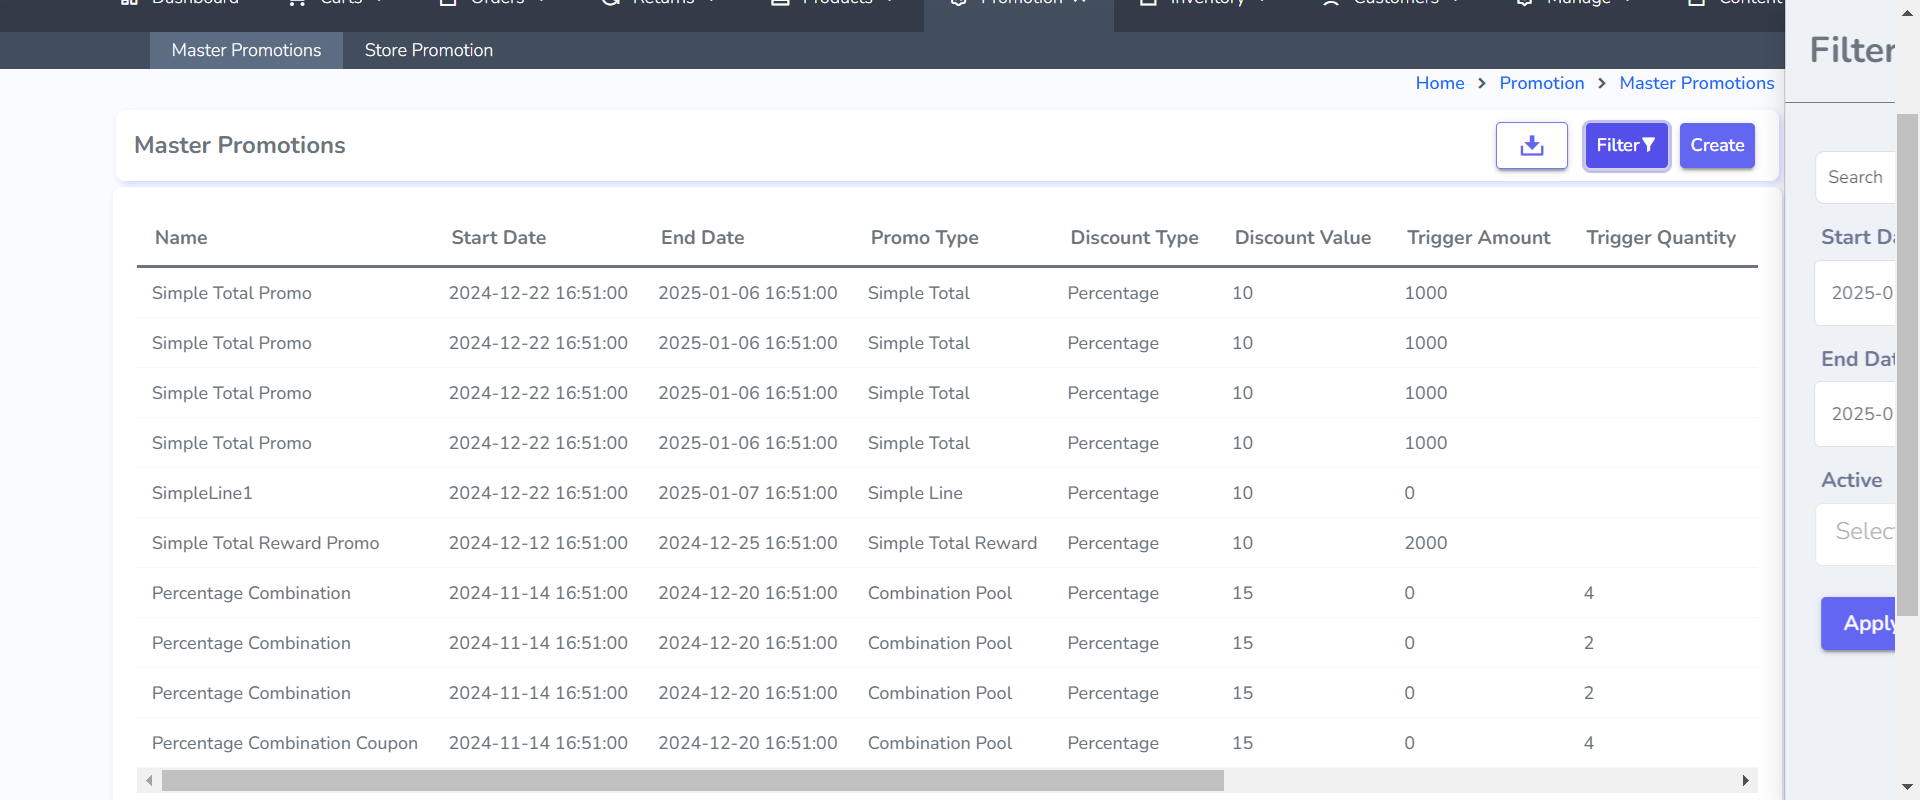 Dashboard Carts Orders Returns Products Promotion Inventory Customers Manage Content
Master Promotions Store Promotion
Home > Promotion > Master Promotions
Master Promotions
Filter Create
Name Start Date End Date Promo Type Discount Type Discount Value Trigger Amount Trigger Quantity
Simple Total Promo 2024-12-22 16:51:00 2025-01-06 16:51:00 Simple Total Percentage 10 1000
Simple Total Promo 2024-12-22 16:51:00 2025-01-06 16:51:00 Simple Total Percentage 10 1000
Simple Total Promo 2024-12-22 16:51:00 2025-01-06 16:51:00 Simple Total Percentage 10 1000
Simple Total Promo 2024-12-22 16:51:00 2025-01-06 16:51:00 Simple Total Percentage 10 1000
SimpleLine1 2024-12-22 16:51:00 2025-01-07 16:51:00 Simple Line Percentage 10 0
Simple Total Reward Promo 2024-12-12 16:51:00 2024-12-25 16:51:00 Simple Total Reward Percentage 10 2000
Percentage Combination 2024-11-14 16:51:00 2024-12-20 16:51:00 Combination Pool Percentage 15 0 4
Percentage Combination 2024-11-14 16:51:00 2024-12-20 16:51:00 Combination Pool Percentage 15 0 2
Percentage Combination 2024-11-14 16:51:00 2024-12-20 16:51:00 Combination Pool Percentage 15 0 2
Percentage Combination Coupon 2024-11-14 16:51:00 2024-12-20 16:51:00 Combination Pool Percentage 15 0 4
Filter
Search
Start Da
2025-0
End Dat
2025-0
Active
Selec
Apply